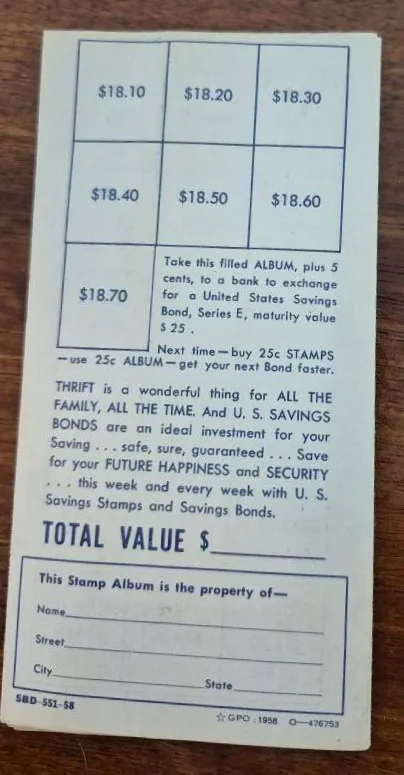 $18.10 $18.20 $18.30
$18.40 $18.50 $18.60
$18.70
Take this filled ALBUM, plus 5
cents, to a bank to exchange
for a United States Savings
Bond, Series E, maturity value
$ 25 .
Next time—buy 25c STAMPS
—use 25c ALBUM—get your next Bond faster.
THRIFT is a wonderful thing for ALL THE
FAMILY, ALL THE TIME. And U. S. SAVINGS
BONDS are an ideal investment for your
Saving . . . safe, sure, guaranteed . . . Save
for your FUTURE HAPPINESS and SECURITY
. . . this week and every week with U. S.
Savings Stamps and Savings Bonds.
TOTAL VALUE $
This Stamp Album is the property of—
Name
Street
City State
SBD-551-58
☆ GPO : 1958 O—476753